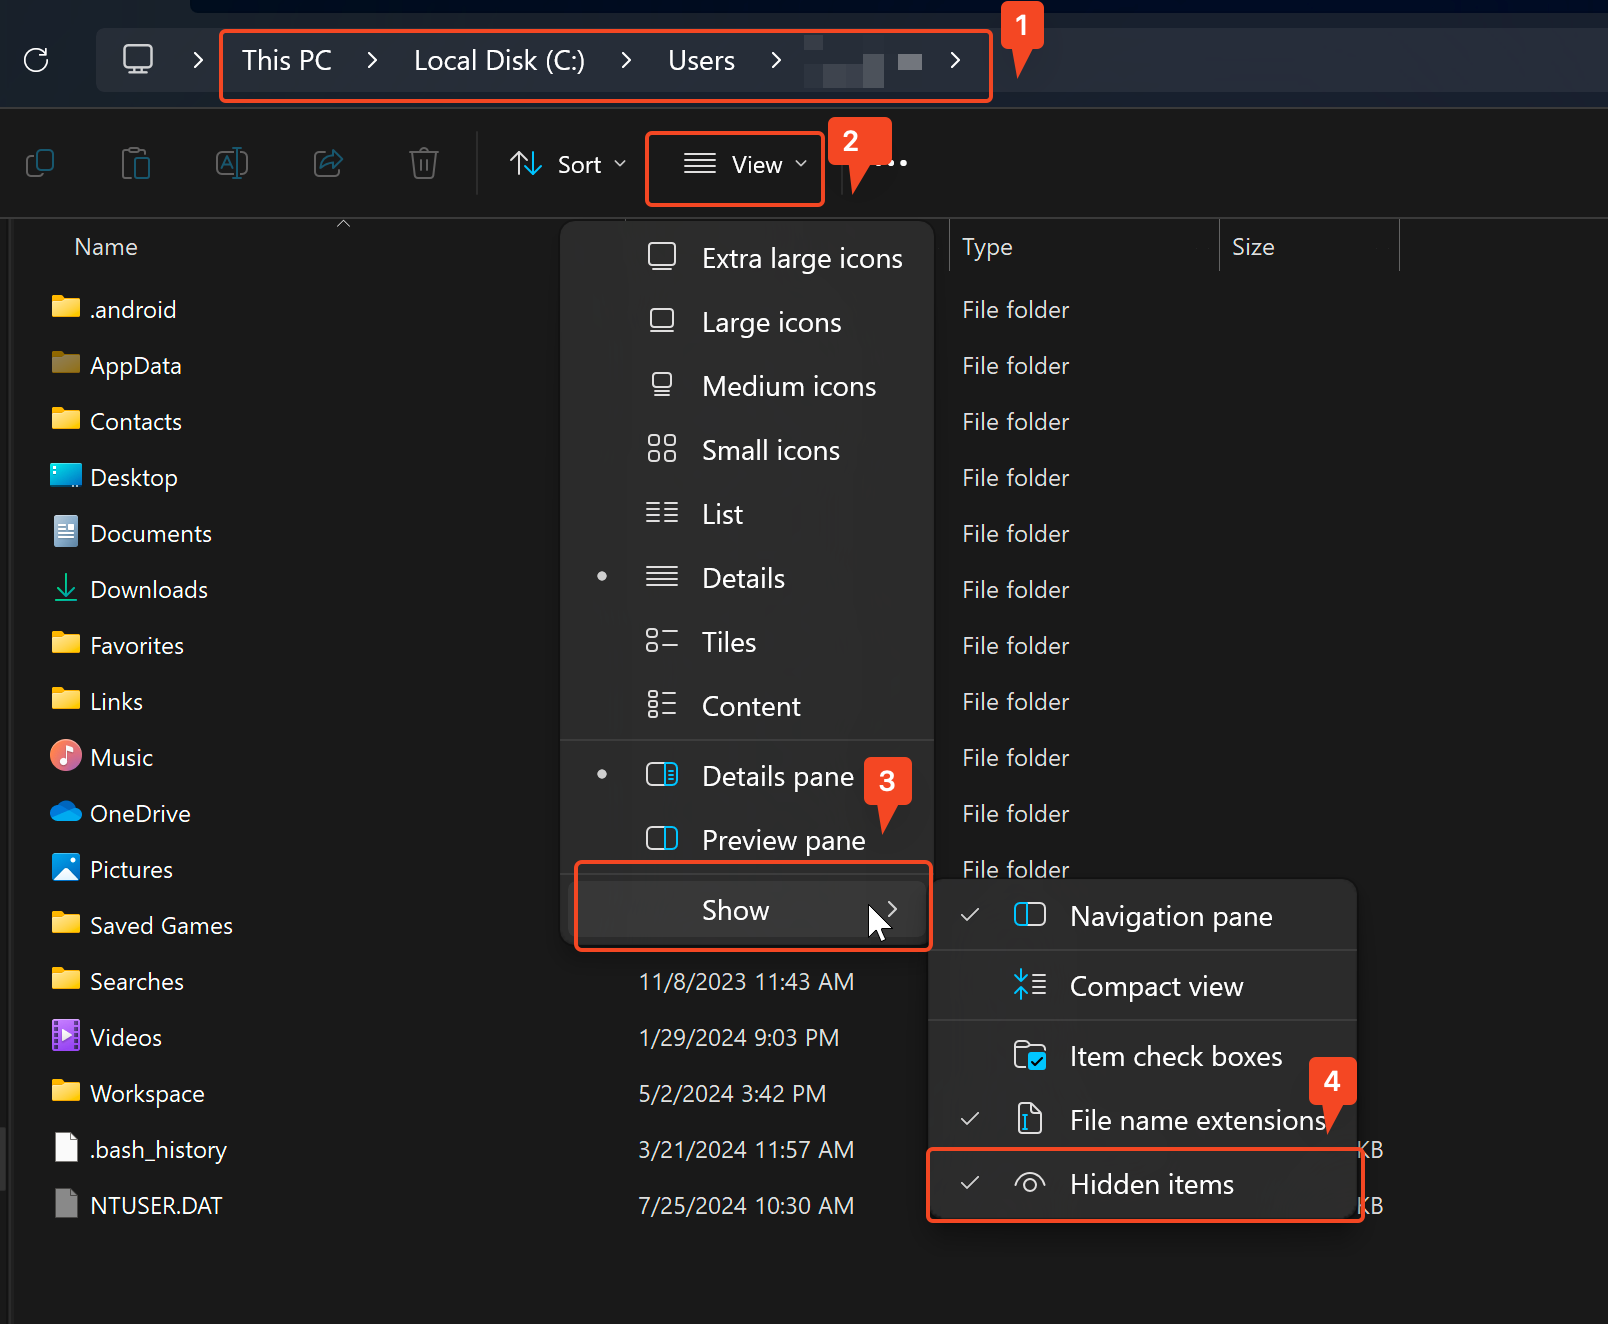 1
This PC > Local Disk (C:) > Users > >
2
Sort View
Name Type Size
.android File folder
AppData File folder
Contacts File folder
Desktop File folder
Documents File folder
Downloads File folder
Favorites File folder
Links File folder
Music File folder
OneDrive File folder
Pictures File folder
Saved Games
Searches 11/8/2023 11:43 AM
Videos 1/29/2024 9:03 PM
Workspace 5/2/2024 3:42 PM
.bash_history 3/21/2024 11:57 AM KB
NTUSER.DAT 7/25/2024 10:30 AM KB
Extra large icons
Large icons
Medium icons
Small icons
List
Details
Tiles
Content
Details pane
3
Preview pane
Show
Navigation pane
Compact view
Item check boxes
4
File name extensions
Hidden items